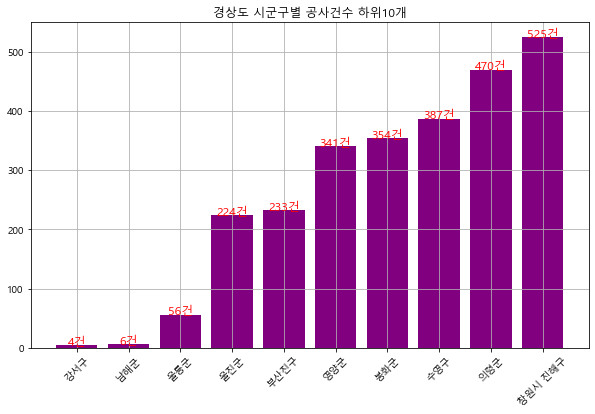 경상도 시군구별 공사건수 하위10개
500
400
300
200
100
0
4건
6건
56건
224건
233건
341건
354건
387건
470건
525건
강서구
남해군
울릉군
울진군
부산진구
영양군
봉화군
수영구
의령군
창원시 진해구